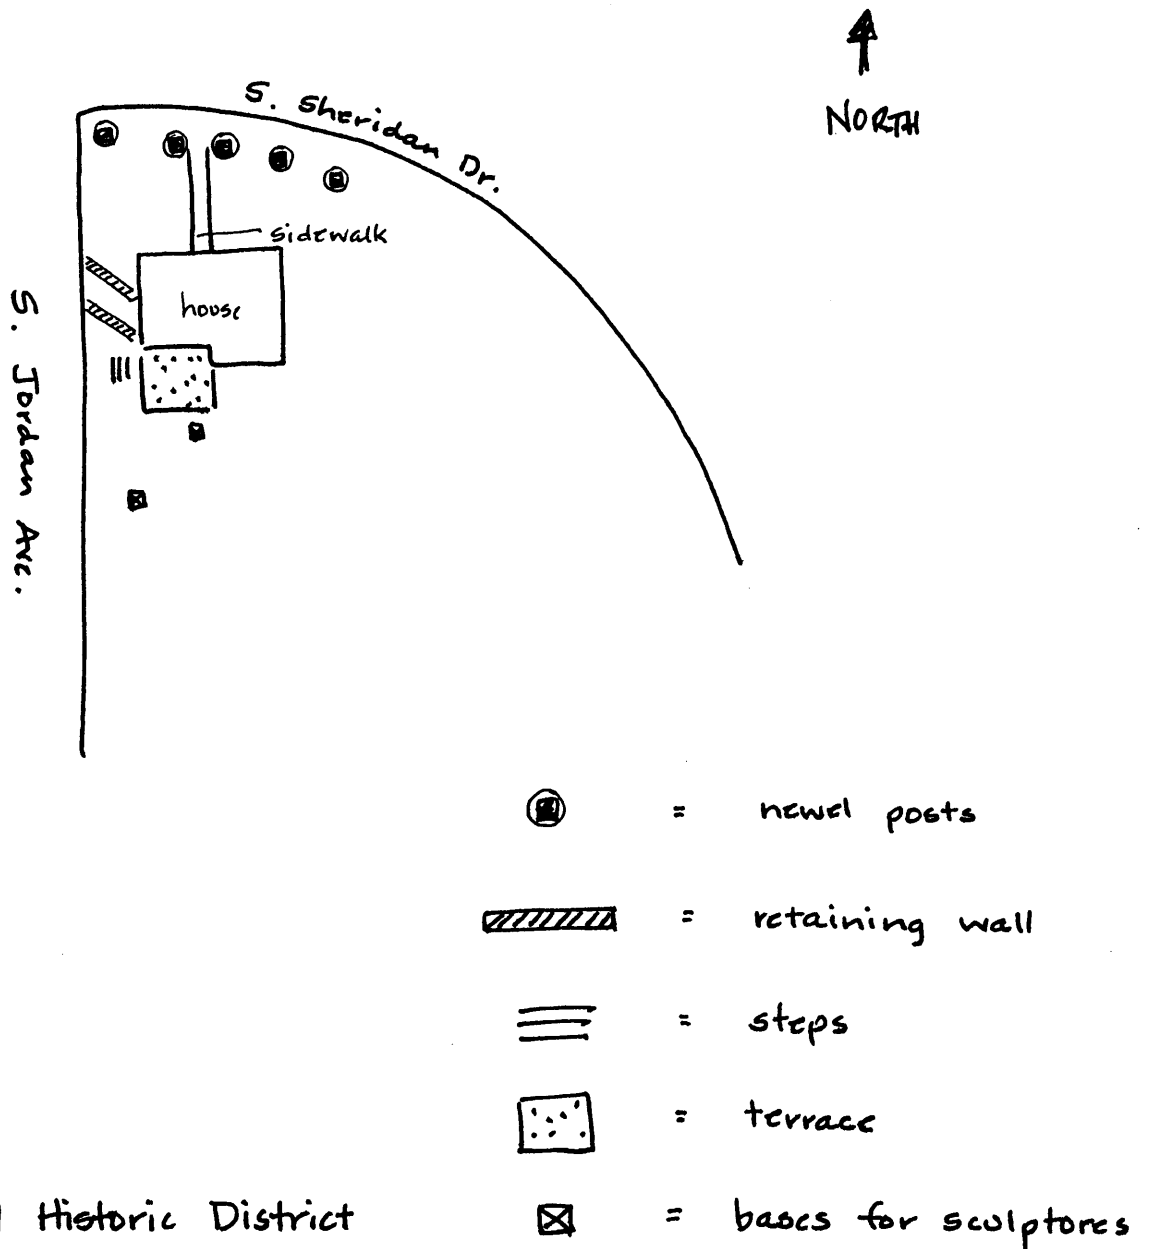 NORTH
S. Sheridan Dr.
sidewalk
house
S. Jordan Ave.
= newel posts
= retaining wall
= steps
= terrace
Historic District
= bases for sculptores